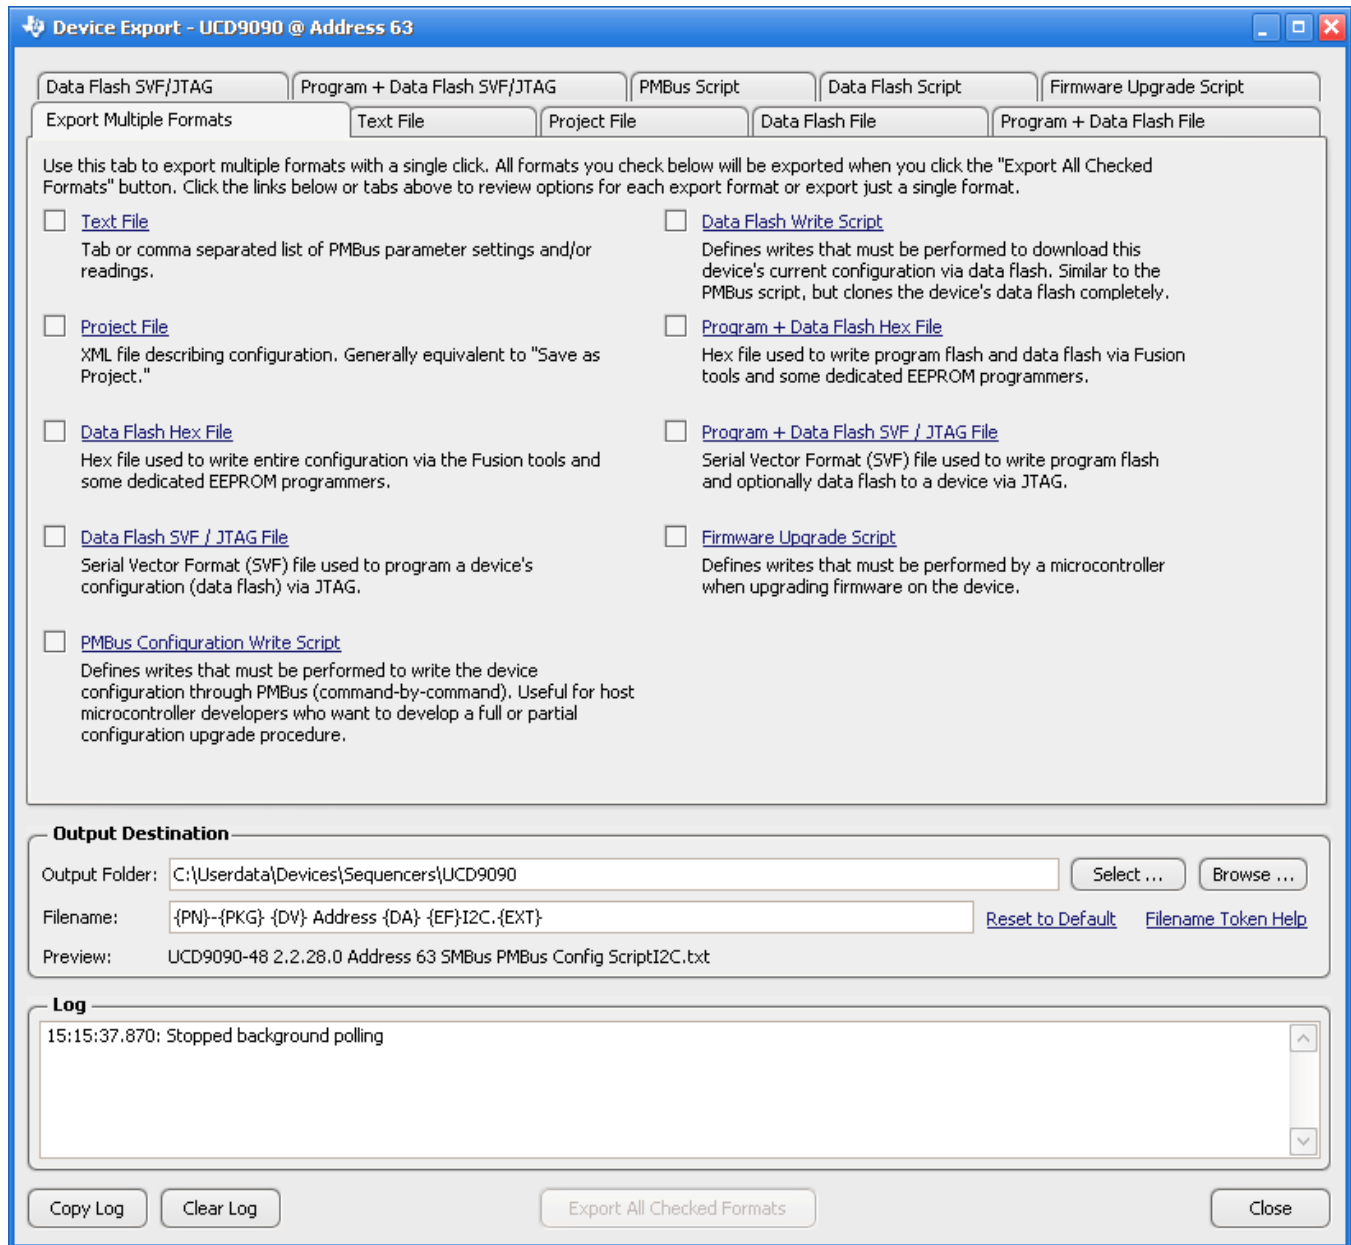 Device Export - UCD9090 @ Address 63
Data Flash SVF/JTAG
Program + Data Flash SVF/JTAG
PMBus Script
Data Flash Script
Firmware Upgrade Script
Export Multiple Formats
Text File
Project File
Data Flash File
Program + Data Flash File
Use this tab to export multiple formats with a single click. All formats you check below will be exported when you click the "Export All Checked
Formats" button. Click the links below or tabs above to review options for each export format or export just a single format.
Text File
Tab or comma separated list of PMBus parameter settings and/or
readings.
Project File
XML file describing configuration. Generally equivalent to "Save as
Project."
Data Flash Hex File
Hex file used to write entire configuration via the Fusion tools and
some dedicated EEPROM programmers.
Data Flash SVF / JTAG File
Serial Vector Format (SVF) file used to program a device's
configuration (data flash) via JTAG.
PMBus Configuration Write Script
Defines writes that must be performed to write the device
configuration through PMBus (command-by-command). Useful for host
microcontroller developers who want to develop a full or partial
configuration upgrade procedure.
Data Flash Write Script
Defines writes that must be performed to download this
device's current configuration via data flash. Similar to the
PMBus script, but clones the device's data flash completely.
Program + Data Flash Hex File
Hex file used to write program flash and data flash via Fusion
tools and some dedicated EEPROM programmers.
Program + Data Flash SVF / JTAG File
Serial Vector Format (SVF) file used to write program flash
and optionally data flash to a device via JTAG.
Firmware Upgrade Script
Defines writes that must be performed by a microcontroller
when upgrading firmware on the device.
Output Destination
Output Folder: C:\Userdata\Devices\Sequencers\UCD9090 Select ... Browse ...
Filename: {PN}-{PKG} {DV} Address {DA} {EF}I2C.{EXT} Reset to Default Filename Token Help
Preview: UCD9090-48 2.2.28.0 Address 63 SMBus PMBus Config ScriptI2C.txt
Log
15:15:37.870: Stopped background polling
Copy Log Clear Log Export All Checked Formats Close